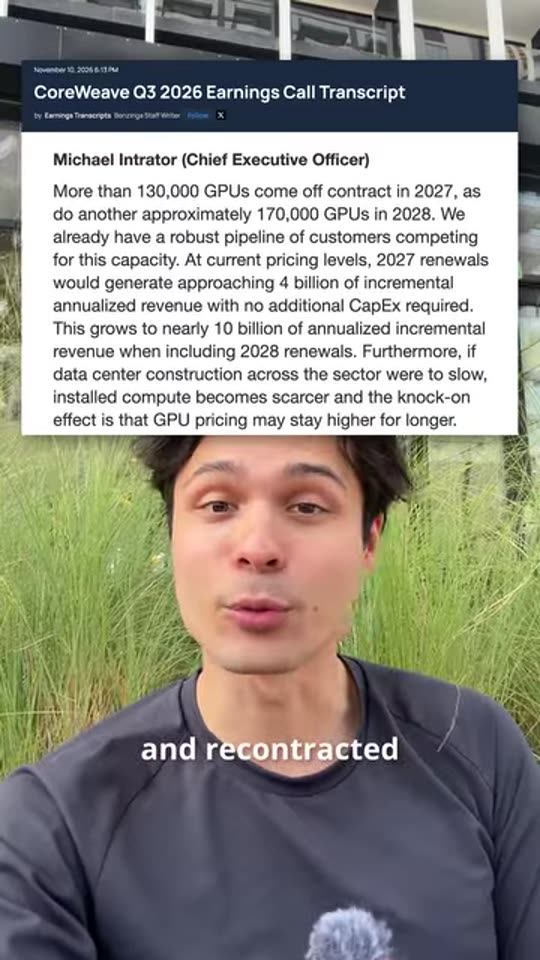 November 10, 2026 6:13 PM
CoreWeave Q3 2026 Earnings Call Transcript
by Earnings Transcripts Benzinga Staff Writer Follow X
Michael Intrator (Chief Executive Officer)
More than 130,000 GPUs come off contract in 2027, as
do another approximately 170,000 GPUs in 2028. We
already have a robust pipeline of customers competing
for this capacity. At current pricing levels, 2027 renewals
would generate approaching 4 billion of incremental
annualized revenue with no additional CapEx required.
This grows to nearly 10 billion of annualized incremental
revenue when including 2028 renewals. Furthermore, if
data center construction across the sector were to slow,
installed compute becomes scarcer and the knock-on
effect is that GPU pricing may stay higher for longer.
and recontracted